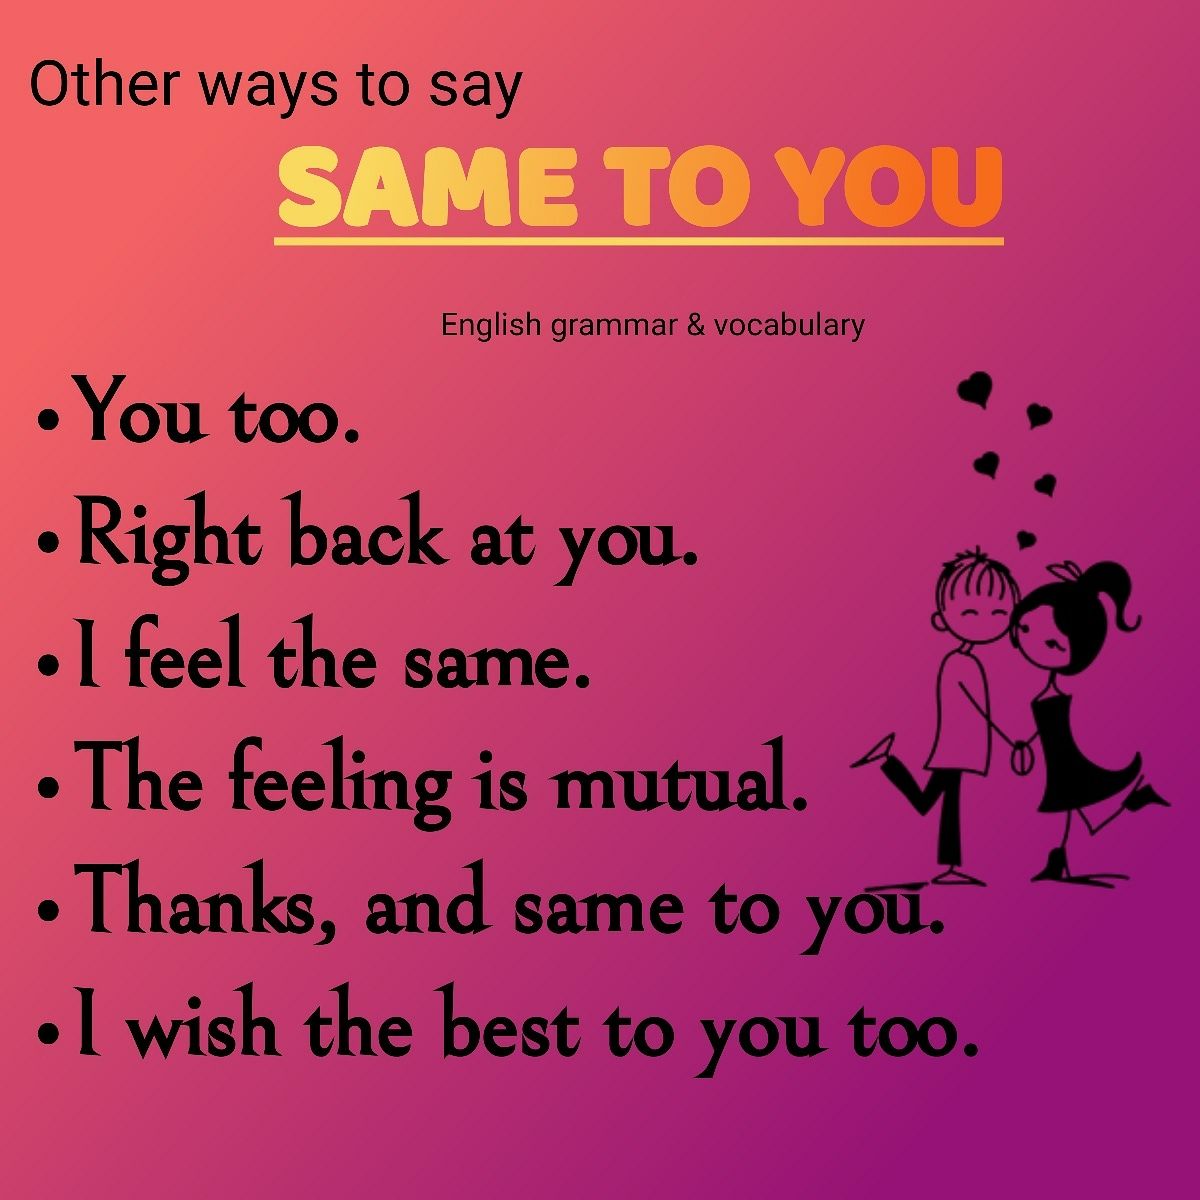 Other ways to say
SAME TO YOU
English grammar & vocabulary
• You too.
• Right back at you.
• I feel the same.
• The feeling is mutual.
• Thanks, and same to you.
• I wish the best to you too.